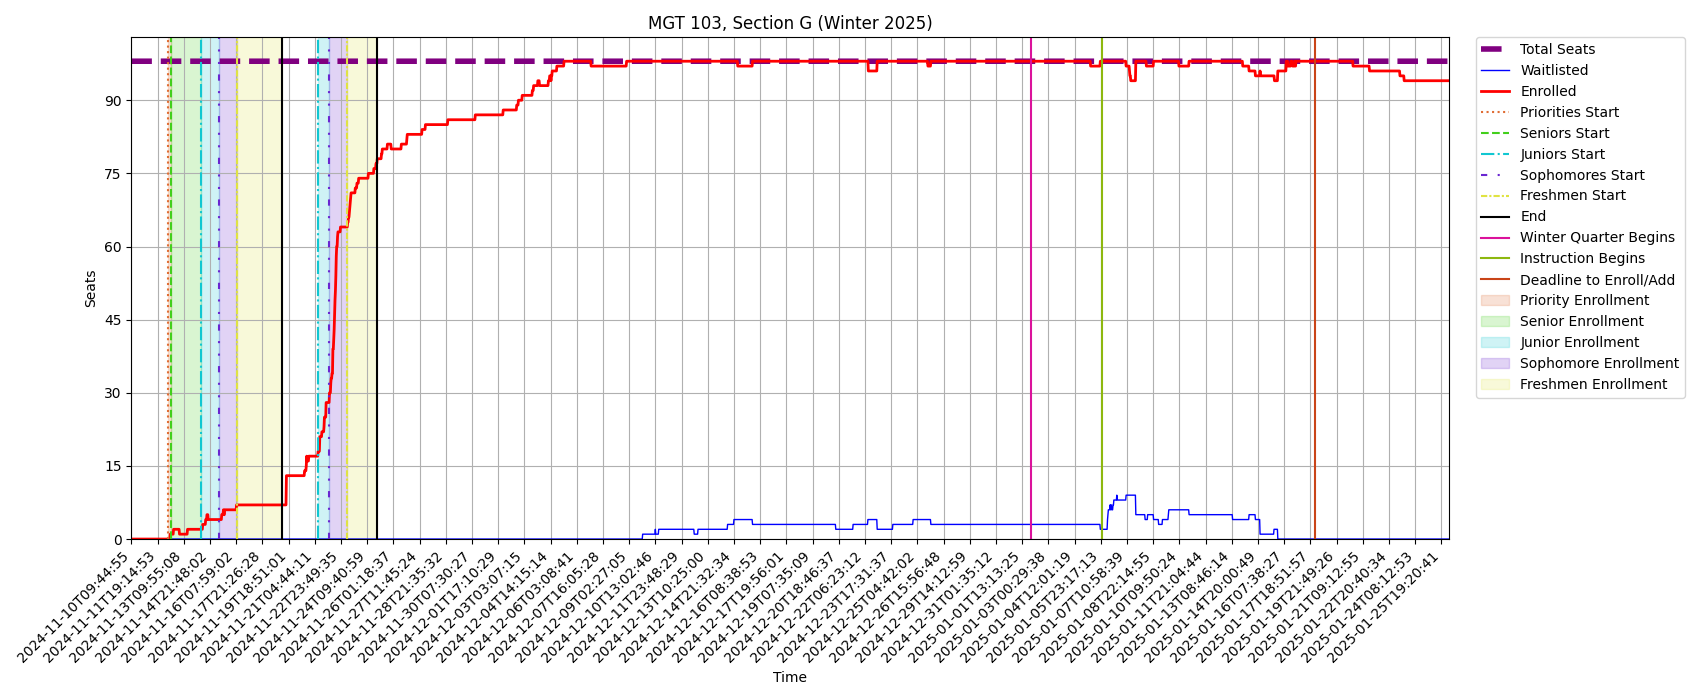 MGT 103, Section G (Winter 2025)
Seats
90
75
60
45
30
15
0
2024-11-10T09:44:55
2024-11-11T19:14:53
2024-11-13T09:55:08
2024-11-14T21:48:02
2024-11-16T07:59:02
2024-11-17T21:26:28
2024-11-19T18:51:01
2024-11-21T04:44:11
2024-11-22T23:49:35
2024-11-24T09:40:59
2024-11-26T01:18:37
2024-11-27T11:45:24
2024-11-28T21:35:32
2024-11-30T07:30:27
2024-12-01T17:10:29
2024-12-03T03:07:15
2024-12-04T14:15:14
2024-12-06T03:08:41
2024-12-07T16:05:28
2024-12-09T02:27:05
2024-12-10T13:02:46
2024-12-11T23:48:29
2024-12-13T10:25:00
2024-12-14T21:32:34
2024-12-16T08:38:53
2024-12-17T19:56:01
2024-12-19T07:35:09
2024-12-20T18:46:37
2024-12-22T06:23:12
2024-12-23T17:31:37
2024-12-25T04:42:02
2024-12-26T15:56:48
2024-12-29T14:12:59
2024-12-31T01:35:12
2025-01-01T13:13:25
2025-01-03T00:29:38
2025-01-04T12:01:19
2025-01-05T23:17:13
2025-01-07T10:58:39
2025-01-08T22:14:55
2025-01-10T09:50:24
2025-01-11T21:04:44
2025-01-13T08:46:14
2025-01-14T20:00:49
2025-01-16T07:38:27
2025-01-17T18:51:57
2025-01-19T21:49:26
2025-01-21T09:12:55
2025-01-22T20:40:34
2025-01-24T08:12:53
2025-01-25T19:20:41
Time
Total Seats
Waitlisted
Enrolled
Priorities Start
Seniors Start
Juniors Start
Sophomores Start
Freshmen Start
End
Winter Quarter Begins
Instruction Begins
Deadline to Enroll/Add
Priority Enrollment
Senior Enrollment
Junior Enrollment
Sophomore Enrollment
Freshmen Enrollment